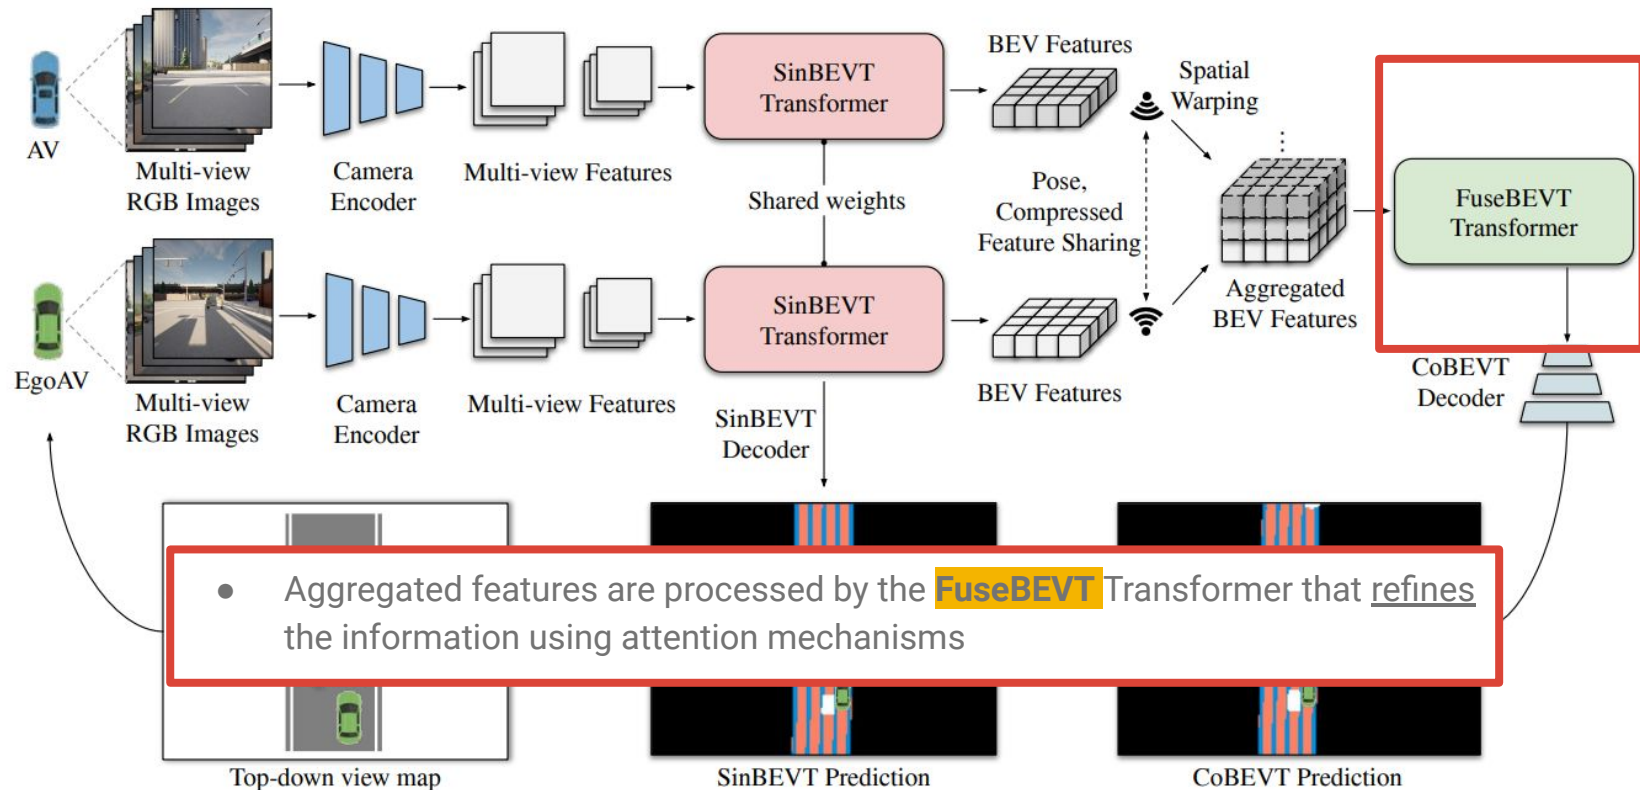 AV
Multi-view
RGB Images
Camera
Encoder
Multi-view Features
SinBEVT
Transformer
BEV Features
Spatial
Warping
Shared weights
Pose,
Compressed
Feature Sharing
FuseBEVT
Transformer
EgoAV
Multi-view
RGB Images
Camera
Encoder
Multi-view Features
SinBEVT
Transformer
BEV Features
Aggregated
BEV Features
SinBEVT
Decoder
CoBEVT
Decoder
● Aggregated features are processed by the FuseBEVT Transformer that refines
the information using attention mechanisms
Top-down view map
SinBEVT Prediction
CoBEVT Prediction